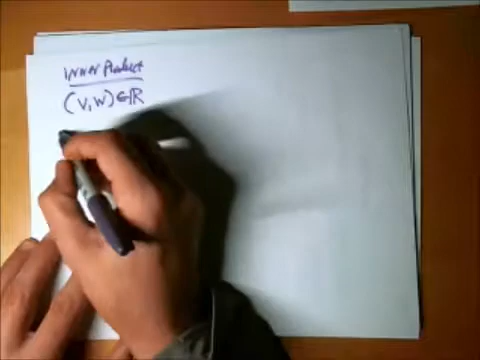 Inner Product
(V, W) ∈ ℝ